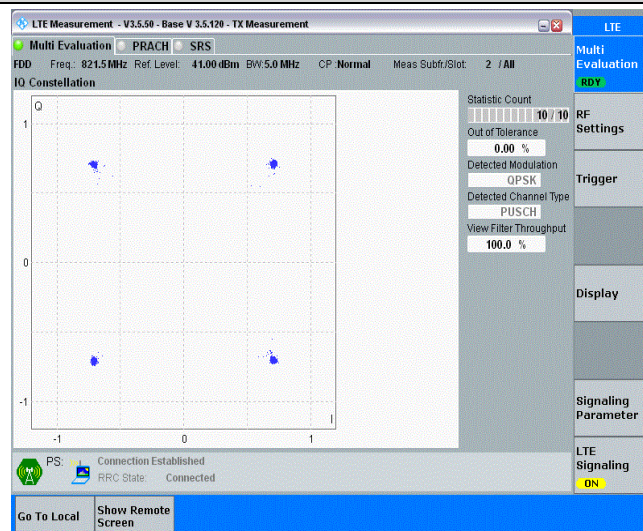 LTE Measurement - V3.5.50 - Base V 3.5.120 - TX Measurement
LTE
Multi Evaluation PRACH SRS
FDD Freq.: 821.5 MHz Ref. Level: 41.00 dBm BW: 5.0 MHz CP : Normal Meas Subfr./Slot: 2 / All
IQ Constellation
Q
1
0
-1
I
-1 0 1
Statistic Count
10 / 10
Out of Tolerance
0.00 %
Detected Modulation
QPSK
Detected Channel Type
PUSCH
View Filter Throughput
100.0 %
PS: Connection Established
RRC State: Connected
Multi
Evaluation
RDY
RF
Settings
Trigger
Display
Signaling
Parameter
LTE
Signaling
ON
Go To Local
Show Remote
Screen